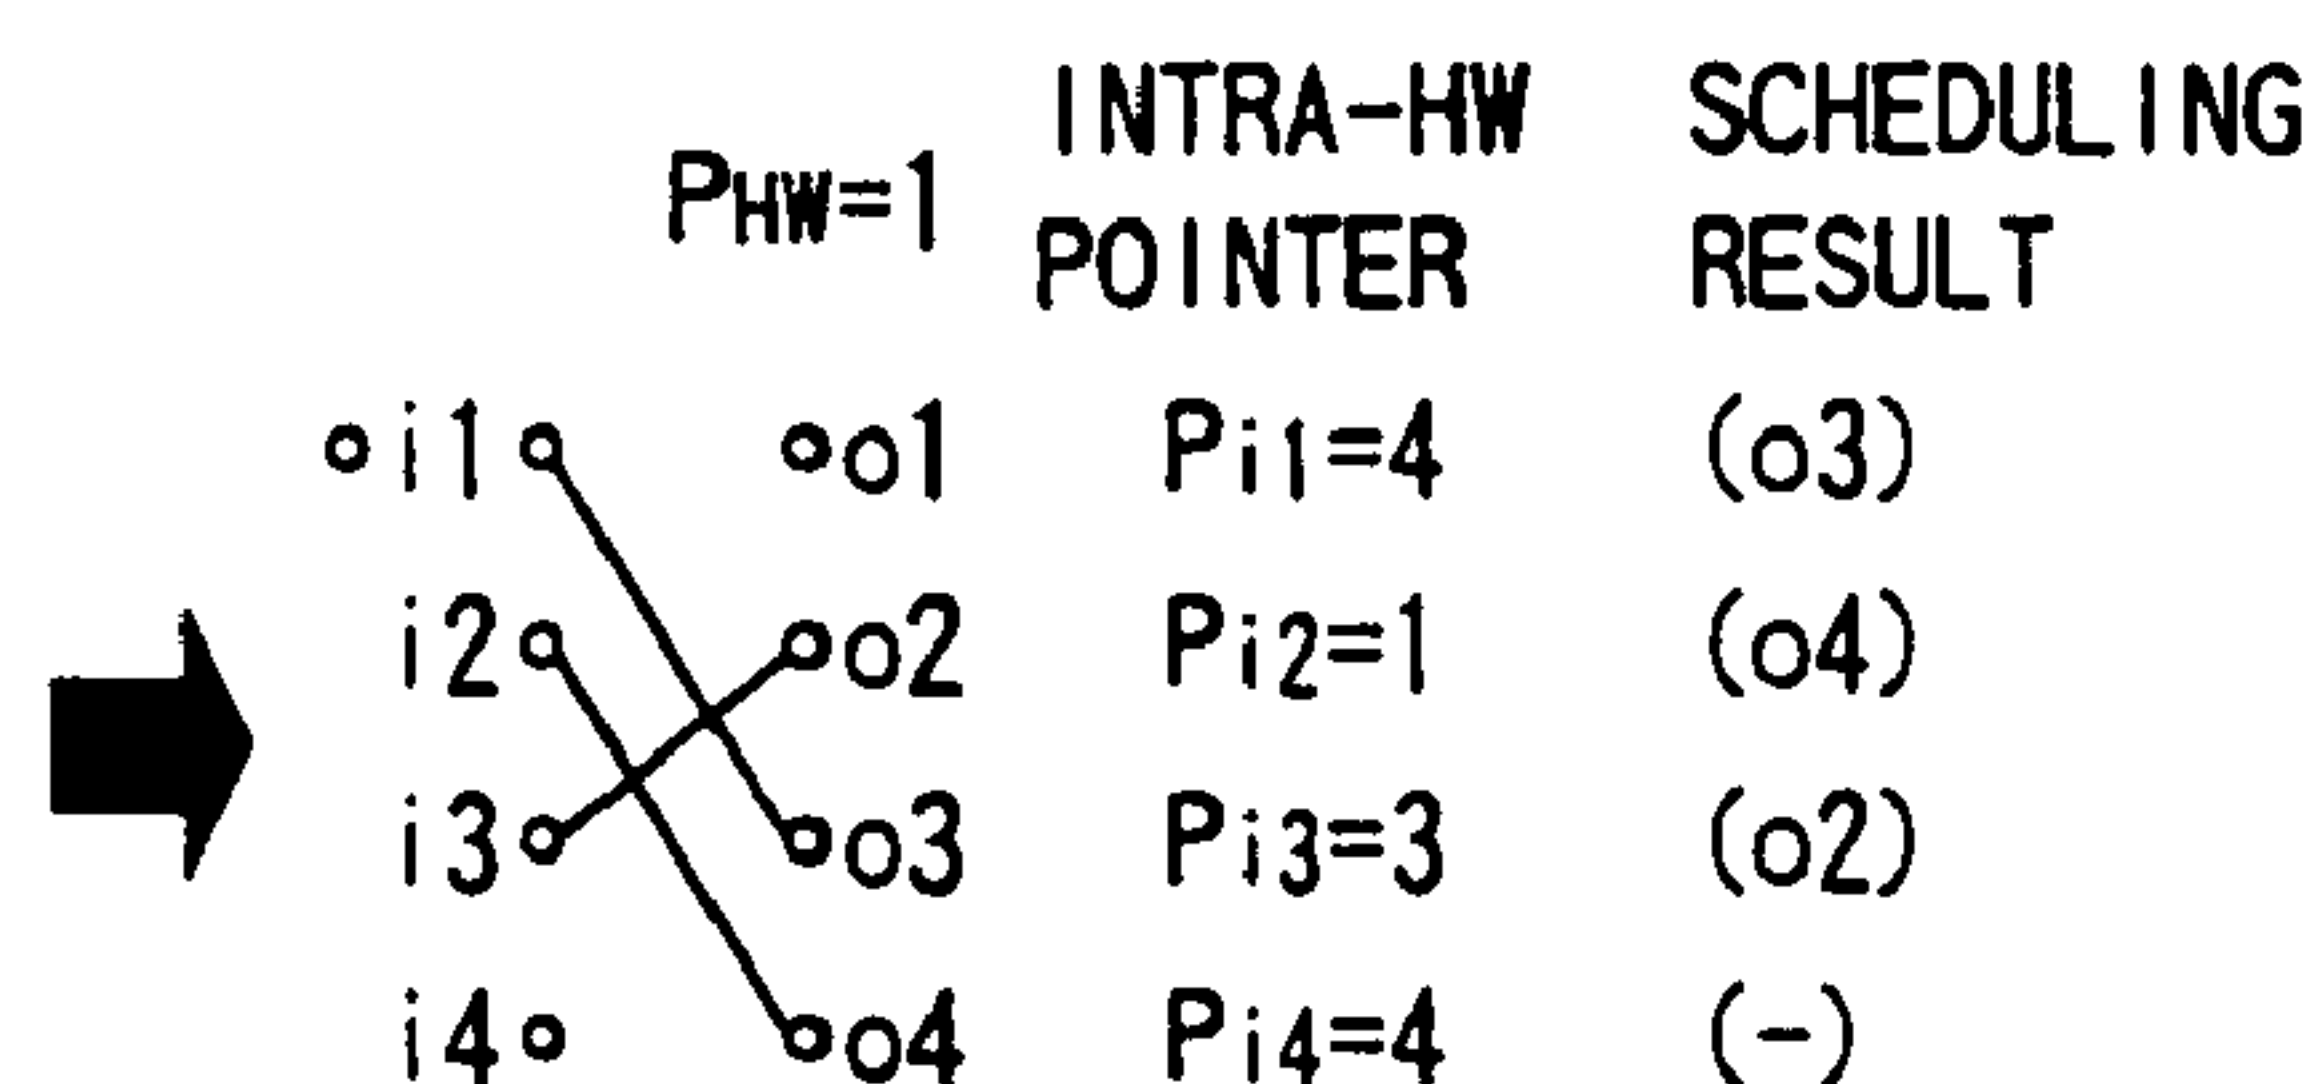 INTRA-HW SCHEDULING
PHW=1 POINTER RESULT
i1 o1 Pi1=4 (o3)
i2 o2 Pi2=1 (o4)
i3 o3 Pi3=3 (o2)
i4 o4 Pi4=4 (-)